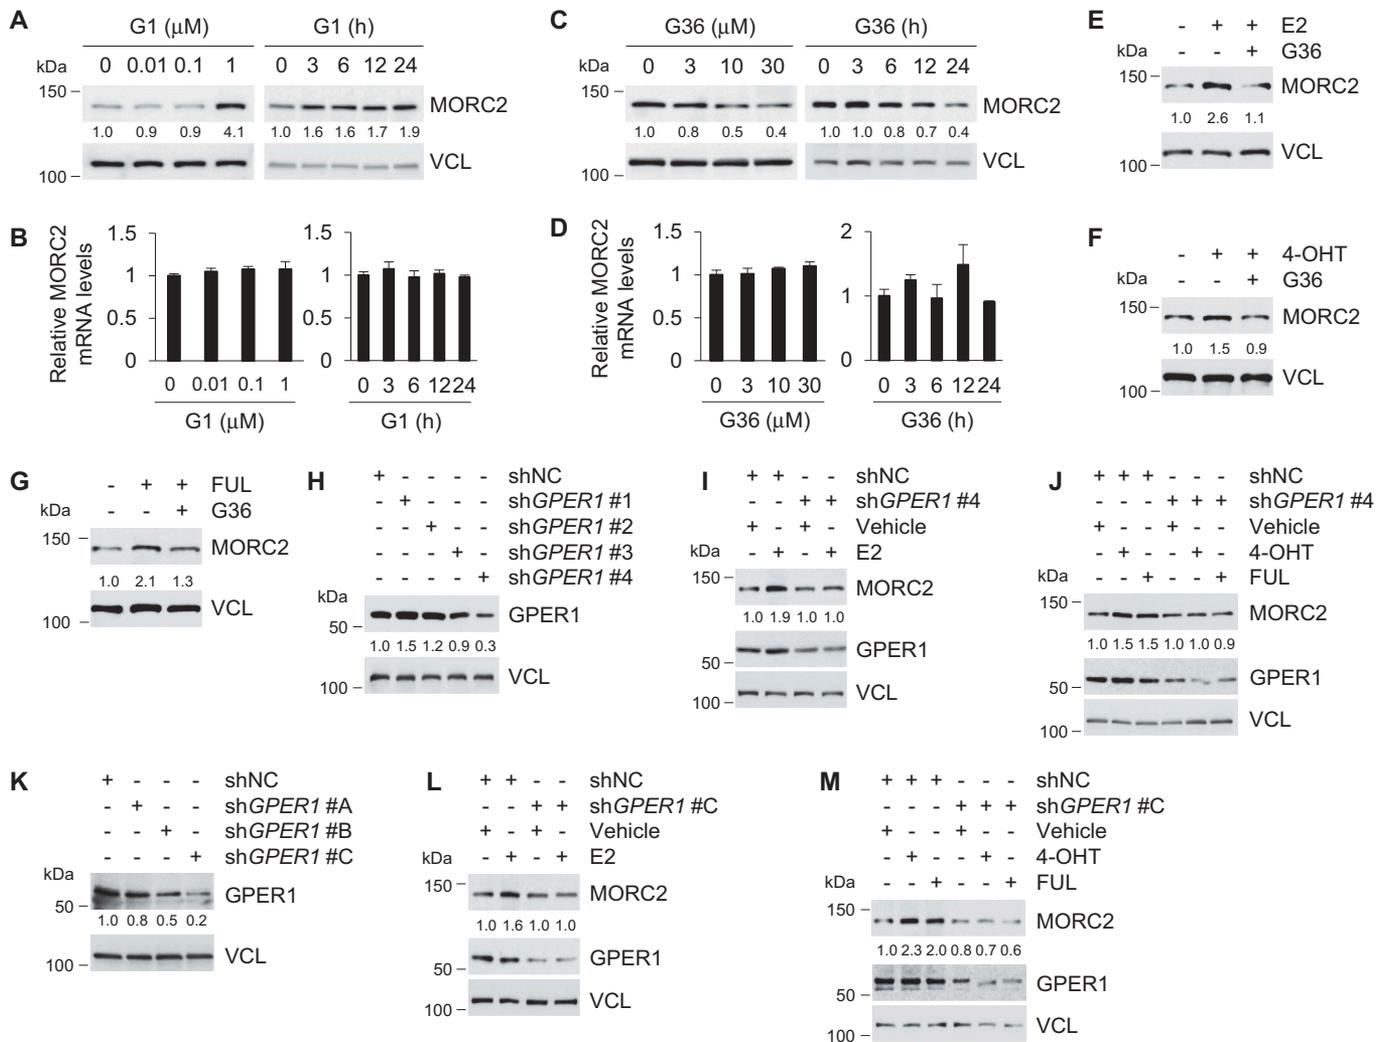 A
G1 (μM) G1 (h)
kDa 0 0.01 0.1 1 0 3 6 12 24
150 MORC2
1.0 0.9 0.9 4.1 1.0 1.6 1.6 1.7 1.9
100 VCL
B
Relative MORC2
mRNA levels
1.5 1.5
1 1
0.5 0.5
0 0
0 0.01 0.1 1 0 3 6 12 24
G1 (μM) G1 (h)
C
G36 (μM) G36 (h)
kDa 0 3 10 30 0 3 6 12 24
150 MORC2
1.0 0.8 0.5 0.4 1.0 1.0 0.8 0.7 0.4
100 VCL
D
Relative MORC2
mRNA levels
1.5 2
1 1
0.5
0 0
0 3 10 30 0 3 6 12 24
G36 (μM) G36 (h)
E
- + + E2
- - + G36
kDa
150 MORC2
1.0 2.6 1.1
100 VCL
F
- + + 4-OHT
- - + G36
kDa
150 MORC2
1.0 1.5 0.9
100 VCL
G
- + + FUL
- - + G36
kDa
150 MORC2
1.0 2.1 1.3
100 VCL
H
+ - - - - shNC
- + - - - shGPER1 #1
- - + - - shGPER1 #2
- - - + - shGPER1 #3
- - - - + shGPER1 #4
kDa
50 GPER1
1.0 1.5 1.2 0.9 0.3
100 VCL
I
+ + - - shNC
- - + + shGPER1 #4
+ - + - Vehicle
- + - + E2
kDa
150 MORC2
1.0 1.9 1.0 1.0
50 GPER1
100 VCL
J
+ + + - - - shNC
- - - + + + shGPER1 #4
+ - - + - - Vehicle
- + - - + - 4-OHT
- - + - - + FUL
kDa
150 MORC2
1.0 1.5 1.5 1.0 1.0 0.9
50 GPER1
100 VCL
K
+ - - - shNC
- + - - shGPER1 #A
- - + - shGPER1 #B
- - - + shGPER1 #C
kDa
50 GPER1
1.0 0.8 0.5 0.2
100 VCL
L
+ + - - shNC
- - + + shGPER1 #C
+ - + - Vehicle
- + - + E2
kDa
150 MORC2
1.0 1.6 1.0 1.0
50 GPER1
100 VCL
M
+ + + - - - shNC
- - - + + + shGPER1 #C
+ - - + - - Vehicle
- + - - + - 4-OHT
- - + - - + FUL
kDa
150 MORC2
1.0 2.3 2.0 0.8 0.7 0.6
50 GPER1
100 VCL